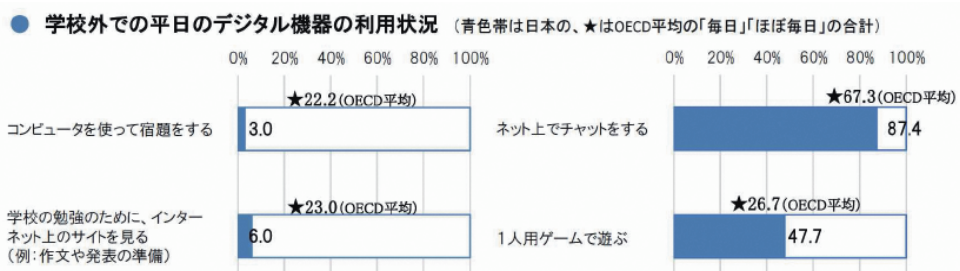 ● 学校外での平日のデジタル機器の利用状況 (青色帯は日本の、★はOECD平均の「毎日」「ほぼ毎日」の合計)
0% 20% 40% 60% 80% 100%
★22.2(OECD平均)
コンピュータを使って宿題をする 3.0
★23.0(OECD平均)
学校の勉強のために、インター
ネット上のサイトを見る
(例:作文や発表の準備)
6.0
0% 20% 40% 60% 80% 100%
★67.3(OECD平均)
ネット上でチャットをする 87.4
★26.7(OECD平均)
1人用ゲームで遊ぶ 47.7